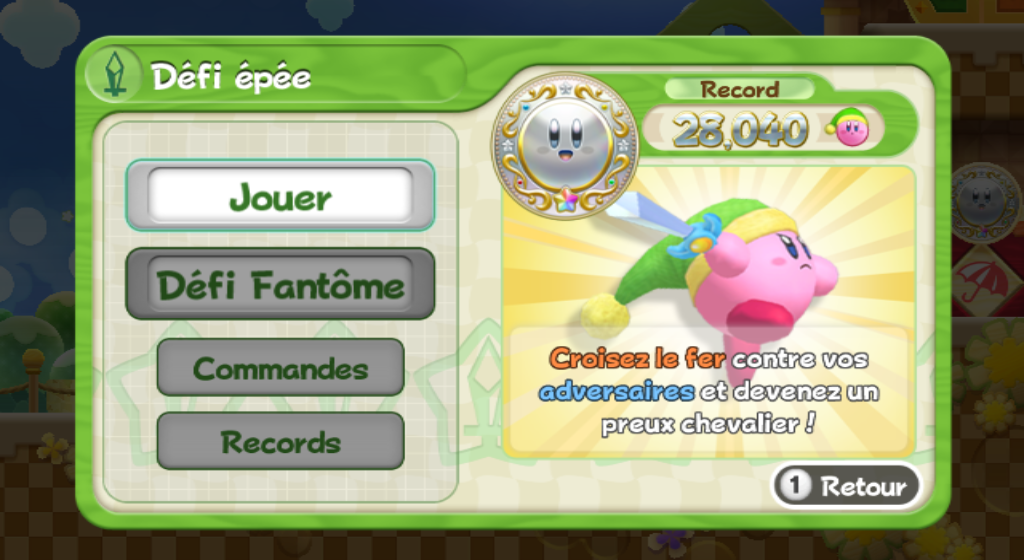 Défi épée
Record
28,040
Jouer
Défi Fantôme
Commandes
Records
Croisez le fer contre vos
adversaires et devenez un
preux chevalier !
1 Retour